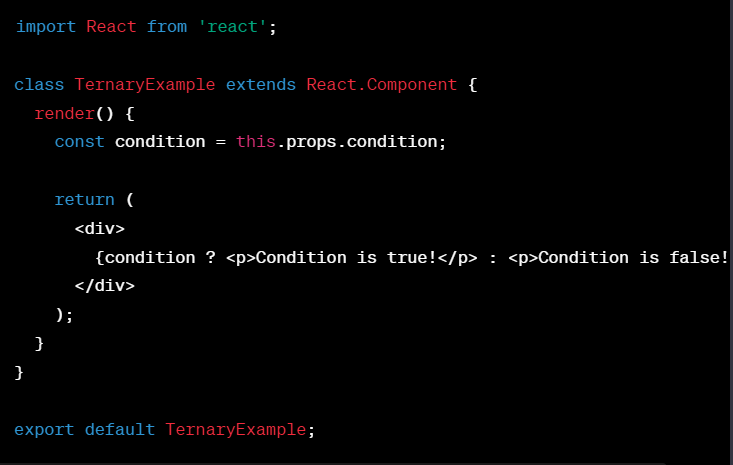 import React from 'react';
class TernaryExample extends React.Component {
render() {
const condition = this.props.condition;
return (
<div>
{condition ? <p>Condition is true!</p> : <p>Condition is false!
</div>
);
}
}
export default TernaryExample;